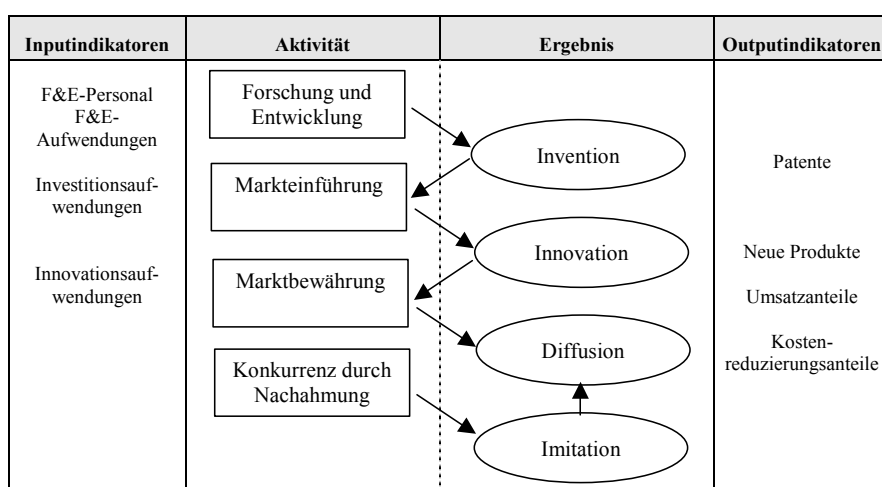 Inputindikatoren
Aktivität
Ergebnis
Outputindikatoren
F&E-Personal
F&E-
Aufwendungen
Investitionsauf-
wendungen
Innovationsauf-
wendungen
Forschung und
Entwicklung
Markteinführung
Marktbewährung
Konkurrenz durch
Nachahmung
Invention
Innovation
Diffusion
Imitation
Patente
Neue Produkte
Umsatzanteile
Kosten-
reduzierungsanteile